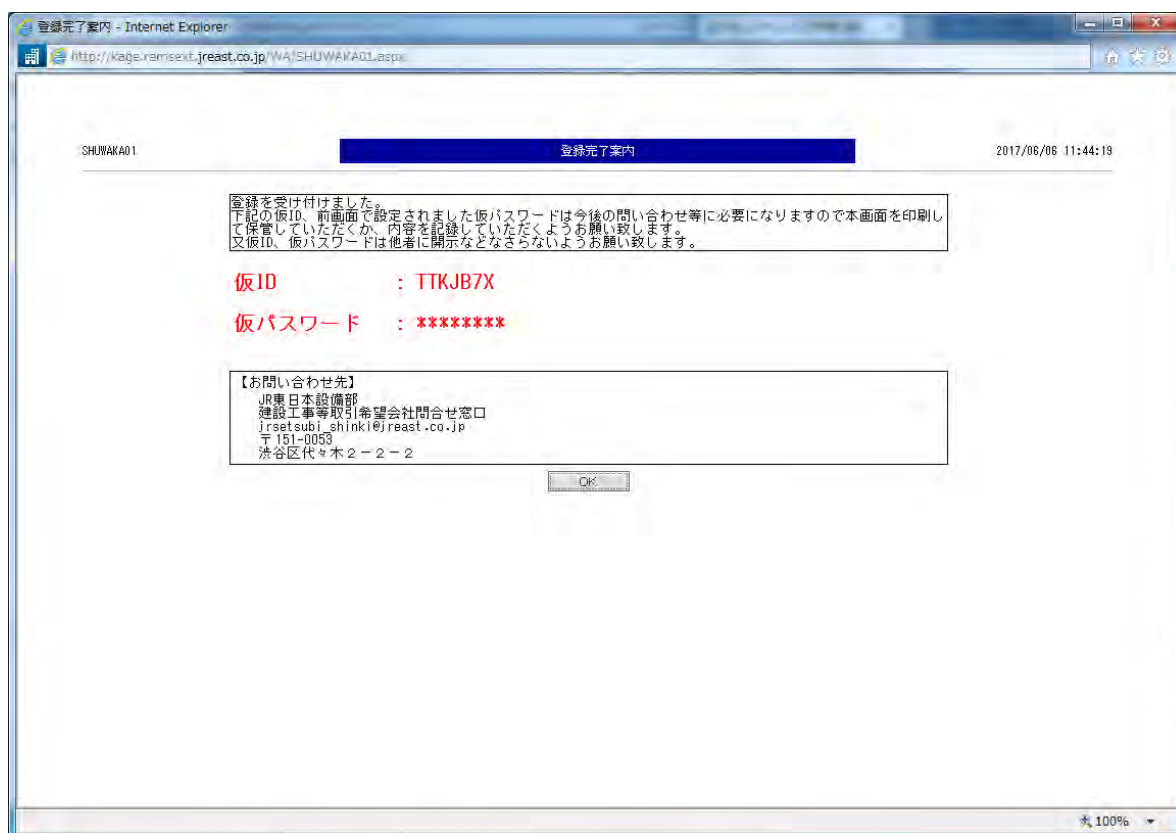 登録完了案内 - Internet Explorer
http://kage.ramsext.jreast.co.jp/WA/SHUWAKA01.aspx
SHUWAKA01
登録完了案内
2017/06/06 11:44:19
登録を受け付けました。
下記の仮ID、前画面で設定されました仮パスワードは今後の問い合わせ等に必要になりますので本画面を印刷し
て保管していただくか、内容を記録していただくようお願い致します。
又仮ID、仮パスワードは他者に開示などなさらないようお願い致します。
仮ID : TTKJB7X
仮パスワード : ********
【お問い合わせ先】
JR東日本設備部
建設工事等取引希望会社問合せ窓口
jrsetsubi_shinki@jreast.co.jp
〒151-0053
渋谷区代々木２－２－２
OK
100%